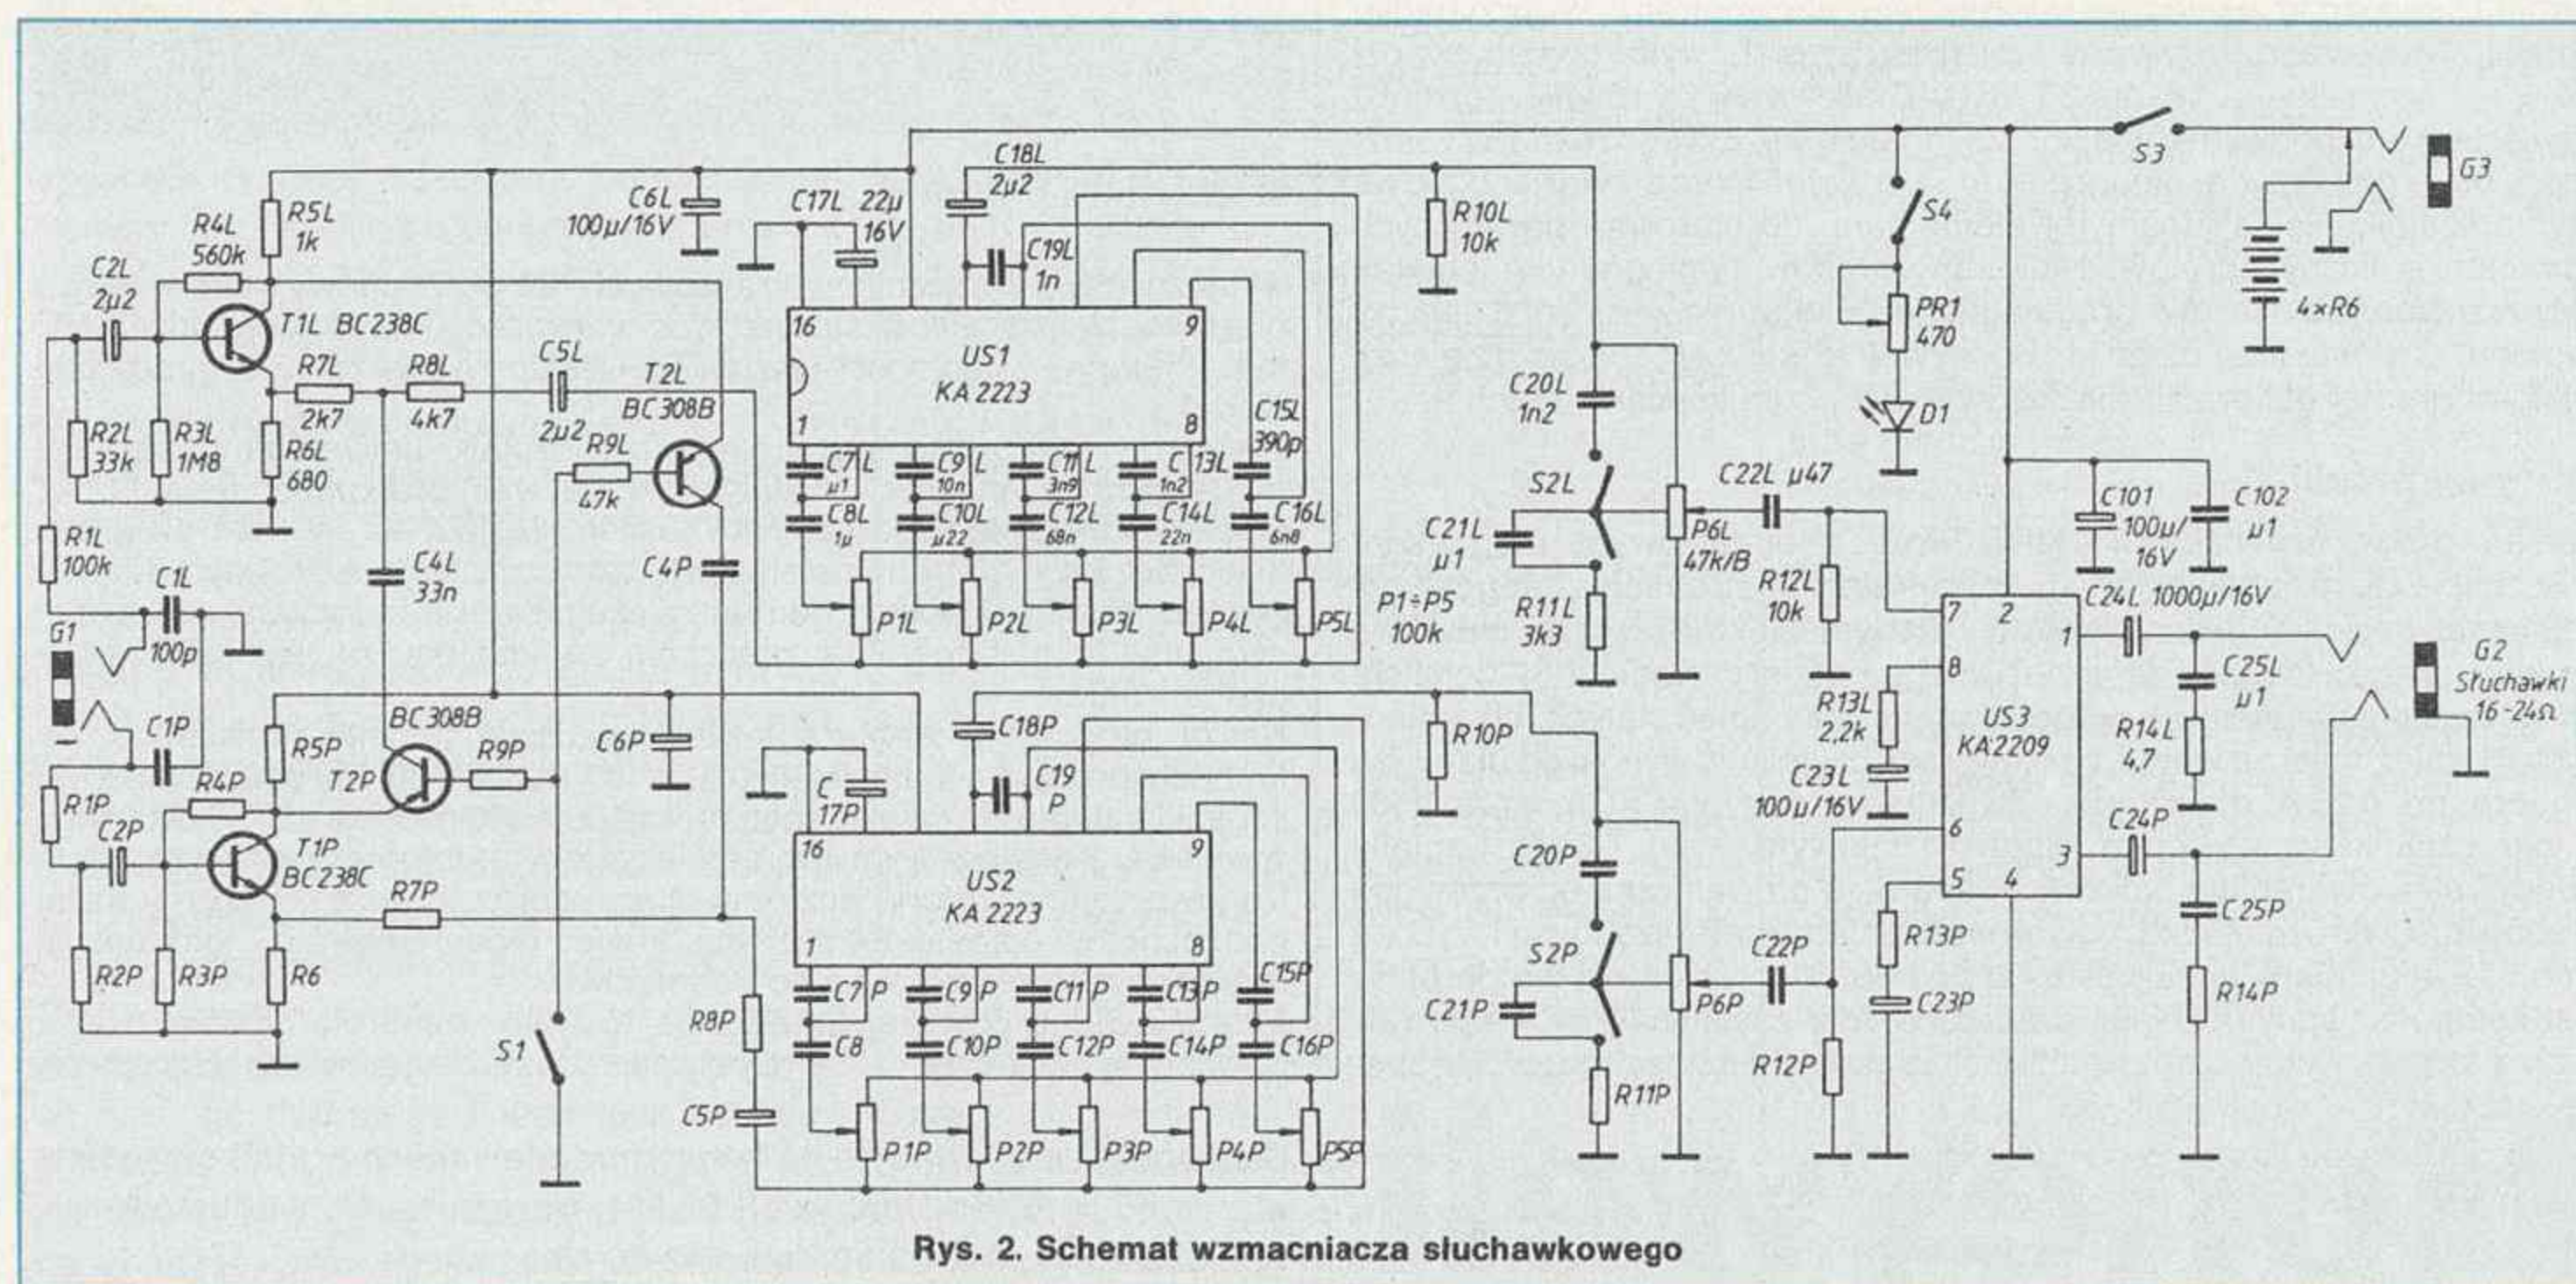 C2L
2µ2
R4L
560k
R5L
1k
T1L BC238C
R7L
2k7
R8L
4k7
R2L
33k
R3L
1M8
R6L
680
R1L
100k
C1L
100p
G1
C4L
33n
C5L
2µ2
T2L
BC308B
R9L
47k
C4P
C6L
100µ/16V
C17L 22µ
16V
C18L
2µ2
C19L
1n
16
9
US1
KA 2223
1
8
C15L
390p
C7L
µ1
C9L
10n
C11L
3n9
C13L
1n2
C8L
1µ
C10L
µ22
C12L
68n
C14L
22n
C16L
6n8
P1L
P2L
P3L
P4L
P5L
P1÷P5
100k
R10L
10k
C20L
1n2
S2L
C21L
µ1
R11L
3k3
P6L
47k/B
C22L µ47
R12L
10k
S3
G3
S4
PR1
470
D1
4×R6
C101
100µ/
16V
C102
µ1
C24L 1000µ/16V
7
2
1
8
US3
KA2209
6
3
5
4
R13L
2,2k
C23L
100µ/16V
C25L
µ1
R14L
4,7
G2
Słuchawki
16-24Ω
C24P
C25P
R14P
R13P
C23P
C1P
R1P
C2P
R4P
R5P
BC308B
T2P
R9P
T1P
BC238C
R7P
R2P
R3P
R6
S1
C6P
R8P
C5P
C
17P
C18P
C19
P
16
9
US2
KA 2223
1
8
C15P
C7P
C9P
C11P
C13P
C8
C10P
C12P
C14P
C16P
P1P
P2P
P3P
P4P
P5P
R10P
C20P
S2P
C21P
R11P
P6P
C22P
R12P
Rys. 2. Schemat wzmacniacza słuchawkowego